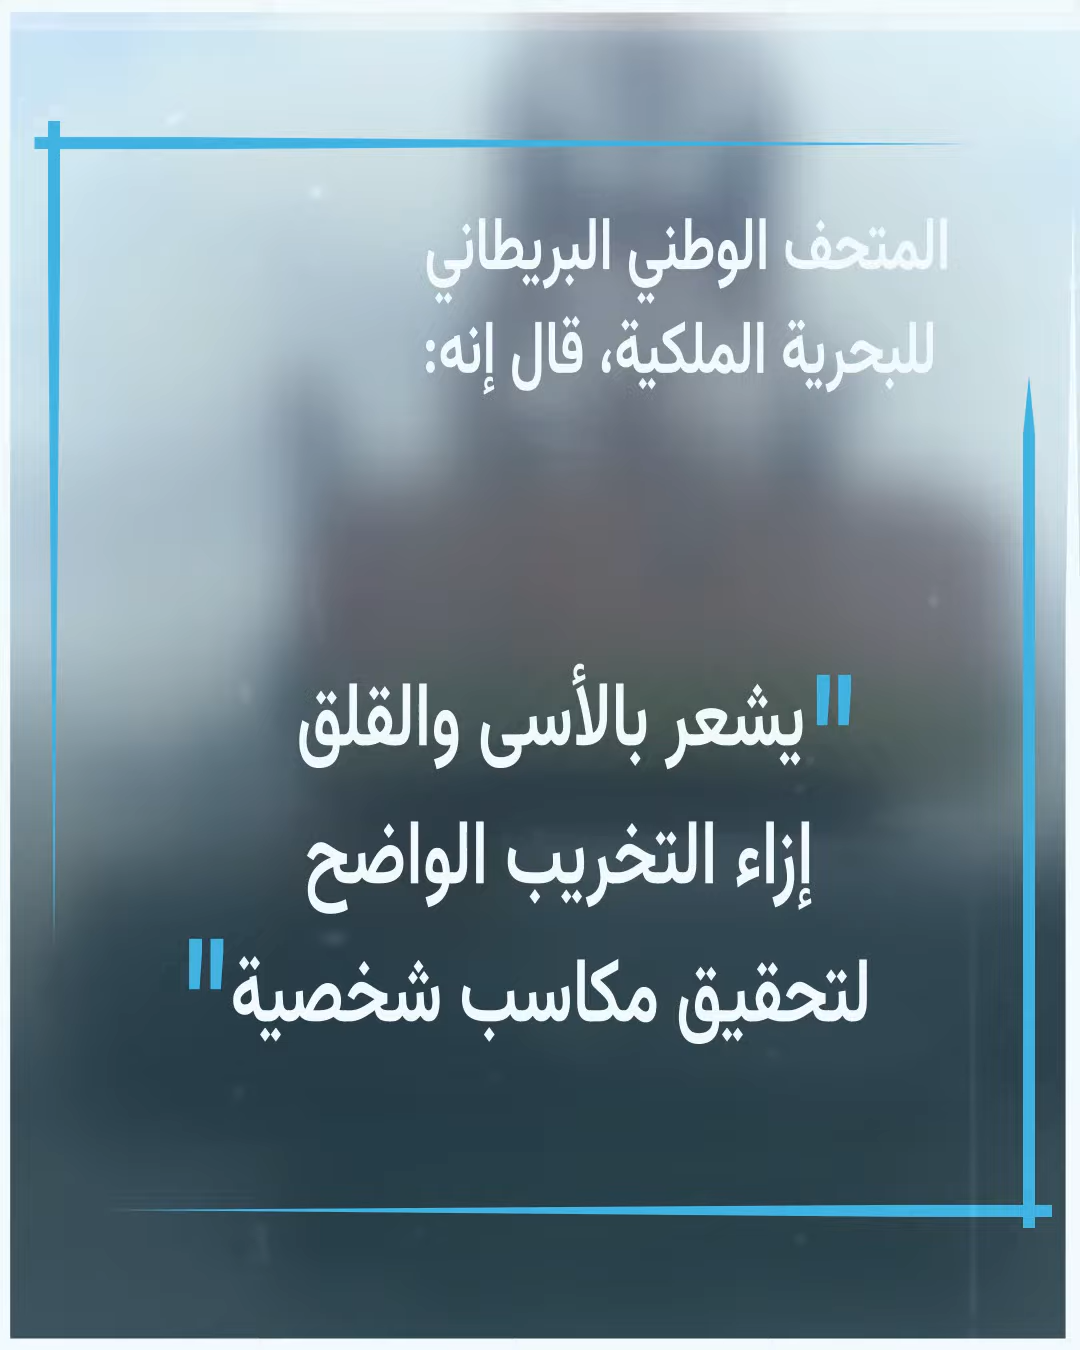 المتحف الوطني البريطاني
للبحرية الملكية، قال إنه:
"يشعر بالأسى والقلق
إزاء التخريب الواضح
لتحقيق مكاسب شخصية"